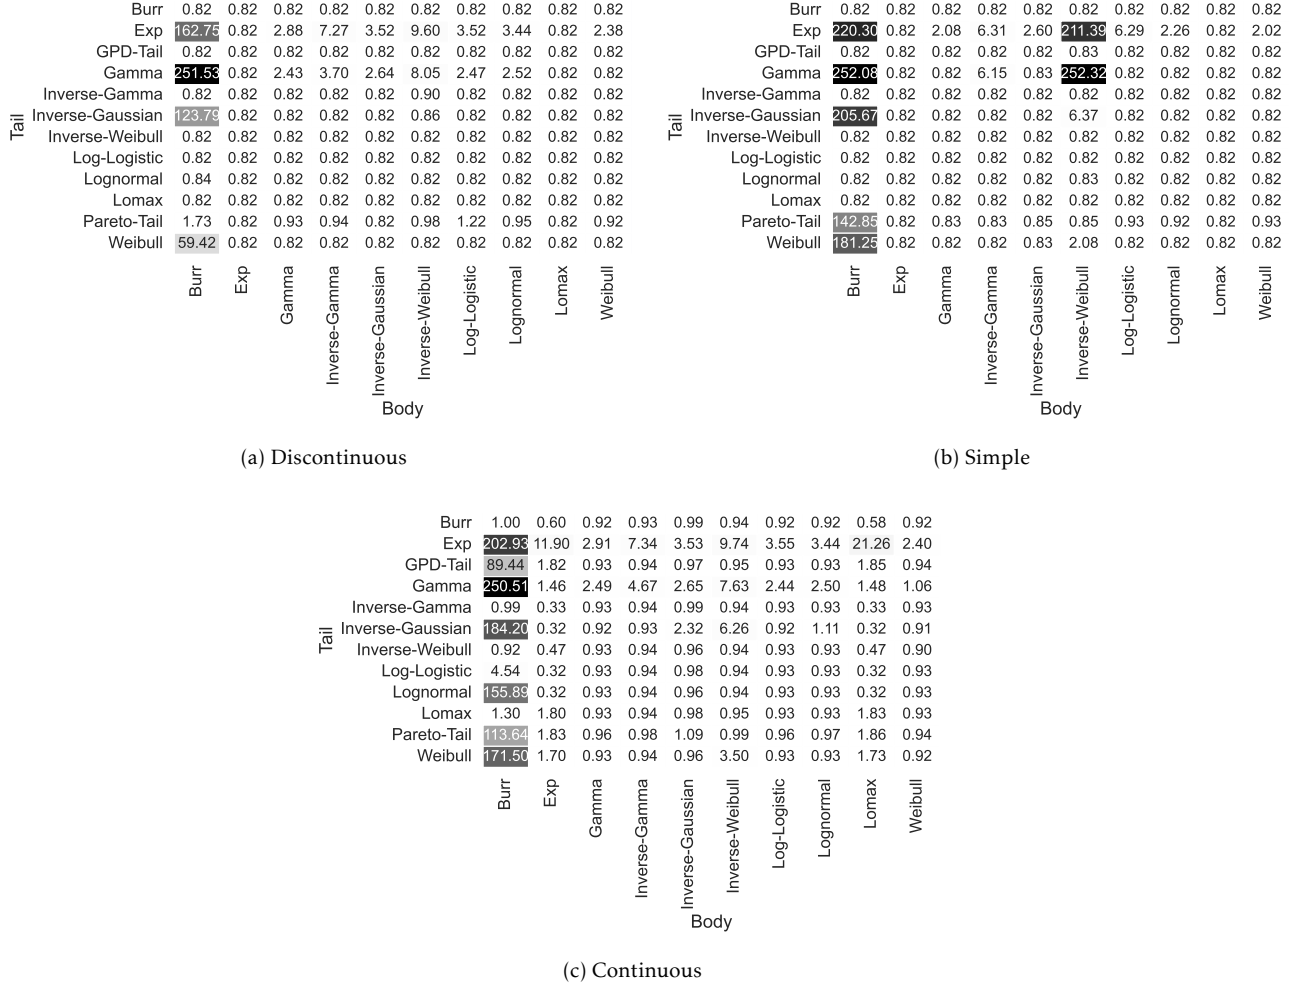 Burr 0.82 0.82 0.82 0.82 0.82 0.82 0.82 0.82 0.82 0.82
Exp 162.75 0.82 2.88 7.27 3.52 9.60 3.52 3.44 0.82 2.38
GPD-Tail 0.82 0.82 0.82 0.82 0.82 0.82 0.82 0.82 0.82 0.82
Gamma 251.53 0.82 2.43 3.70 2.64 8.05 2.47 2.52 0.82 0.82
Inverse-Gamma 0.82 0.82 0.82 0.82 0.82 0.90 0.82 0.82 0.82 0.82
Inverse-Gaussian 123.79 0.82 0.82 0.82 0.82 0.86 0.82 0.82 0.82 0.82
Inverse-Weibull 0.82 0.82 0.82 0.82 0.82 0.82 0.82 0.82 0.82 0.82
Log-Logistic 0.82 0.82 0.82 0.82 0.82 0.82 0.82 0.82 0.82 0.82
Lognormal 0.84 0.82 0.82 0.82 0.82 0.82 0.82 0.82 0.82 0.82
Lomax 0.82 0.82 0.82 0.82 0.82 0.82 0.82 0.82 0.82 0.82
Pareto-Tail 1.73 0.82 0.93 0.94 0.82 0.98 1.22 0.95 0.82 0.92
Weibull 59.42 0.82 0.82 0.82 0.82 0.82 0.82 0.82 0.82 0.82
Tail
Burr
Exp
Gamma
Inverse-Gamma
Inverse-Gaussian
Inverse-Weibull
Log-Logistic
Lognormal
Lomax
Weibull
Body
(a) Discontinuous
Burr 0.82 0.82 0.82 0.82 0.82 0.82 0.82 0.82 0.82 0.82
Exp 220.30 0.82 2.08 6.31 2.60 211.39 6.29 2.26 0.82 2.02
GPD-Tail 0.82 0.82 0.82 0.82 0.82 0.83 0.82 0.82 0.82 0.82
Gamma 252.08 0.82 0.82 6.15 0.83 252.32 0.82 0.82 0.82 0.82
Inverse-Gamma 0.82 0.82 0.82 0.82 0.82 0.82 0.82 0.82 0.82 0.82
Inverse-Gaussian 205.67 0.82 0.82 0.82 0.82 6.37 0.82 0.82 0.82 0.82
Inverse-Weibull 0.82 0.82 0.82 0.82 0.82 0.82 0.82 0.82 0.82 0.82
Log-Logistic 0.82 0.82 0.82 0.82 0.82 0.82 0.82 0.82 0.82 0.82
Lognormal 0.82 0.82 0.82 0.82 0.82 0.83 0.82 0.82 0.82 0.82
Lomax 0.82 0.82 0.82 0.82 0.82 0.82 0.82 0.82 0.82 0.82
Pareto-Tail 142.85 0.82 0.83 0.83 0.85 0.85 0.93 0.92 0.82 0.93
Weibull 181.25 0.82 0.82 0.82 0.83 2.08 0.82 0.82 0.82 0.82
Tail
Burr
Exp
Gamma
Inverse-Gamma
Inverse-Gaussian
Inverse-Weibull
Log-Logistic
Lognormal
Lomax
Weibull
Body
(b) Simple
Burr 1.00 0.60 0.92 0.93 0.99 0.94 0.92 0.92 0.58 0.92
Exp 202.93 11.90 2.91 7.34 3.53 9.74 3.55 3.44 21.26 2.40
GPD-Tail 89.44 1.82 0.93 0.94 0.97 0.95 0.93 0.93 1.85 0.94
Gamma 250.51 1.46 2.49 4.67 2.65 7.63 2.44 2.50 1.48 1.06
Inverse-Gamma 0.99 0.33 0.93 0.94 0.99 0.94 0.93 0.93 0.33 0.93
Inverse-Gaussian 184.20 0.32 0.92 0.93 2.32 6.26 0.92 1.11 0.32 0.91
Inverse-Weibull 0.92 0.47 0.93 0.94 0.96 0.94 0.93 0.93 0.47 0.90
Log-Logistic 4.54 0.32 0.93 0.94 0.98 0.94 0.93 0.93 0.32 0.93
Lognormal 155.89 0.32 0.93 0.94 0.96 0.94 0.93 0.93 0.32 0.93
Lomax 1.30 1.80 0.93 0.94 0.98 0.95 0.93 0.93 1.83 0.93
Pareto-Tail 113.64 1.83 0.96 0.98 1.09 0.99 0.96 0.97 1.86 0.94
Weibull 171.50 1.70 0.93 0.94 0.96 3.50 0.93 0.93 1.73 0.92
Tail
Burr
Exp
Gamma
Inverse-Gamma
Inverse-Gaussian
Inverse-Weibull
Log-Logistic
Lognormal
Lomax
Weibull
Body
(c) Continuous